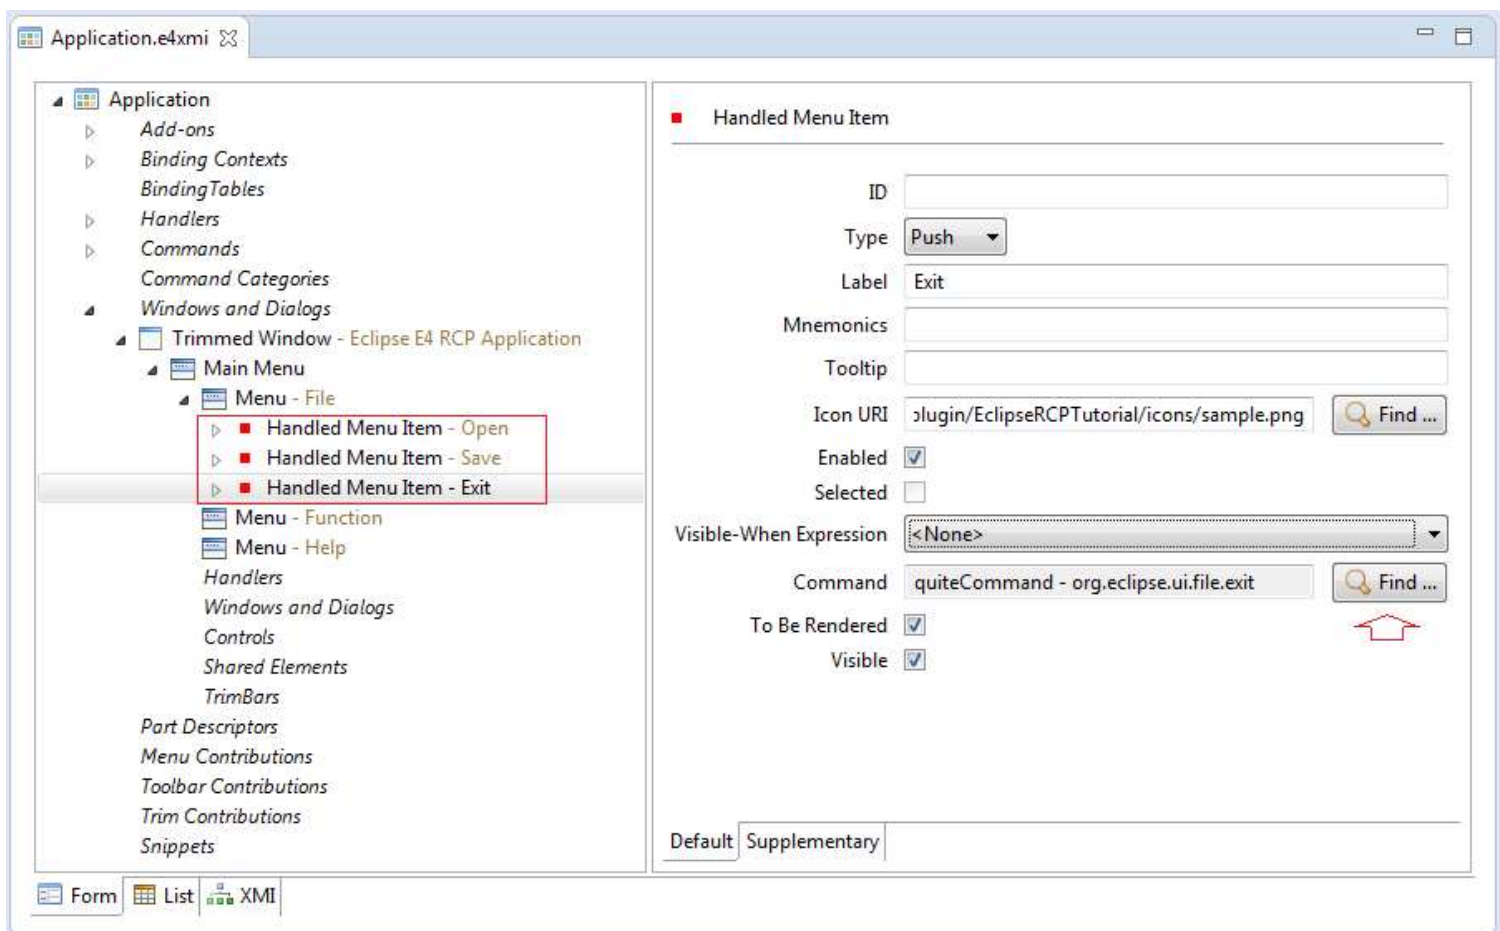 Application.e4xmi
Application
Add-ons
Binding Contexts
BindingTables
Handlers
Commands
Command Categories
Windows and Dialogs
Trimmed Window - Eclipse E4 RCP Application
Main Menu
Menu - File
Handled Menu Item - Open
Handled Menu Item - Save
Handled Menu Item - Exit
Menu - Function
Menu - Help
Handlers
Windows and Dialogs
Controls
Shared Elements
TrimBars
Part Descriptors
Menu Contributions
Toolbar Contributions
Trim Contributions
Snippets
Handled Menu Item
ID
Type Push
Label Exit
Mnemonics
Tooltip
Icon URI plugin/EclipseRCPTutorial/icons/sample.png Find ...
Enabled
Selected
Visible-When Expression <None>
Command quiteCommand - org.eclipse.ui.file.exit Find ...
To Be Rendered
Visible
Default Supplementary
Form List XMI